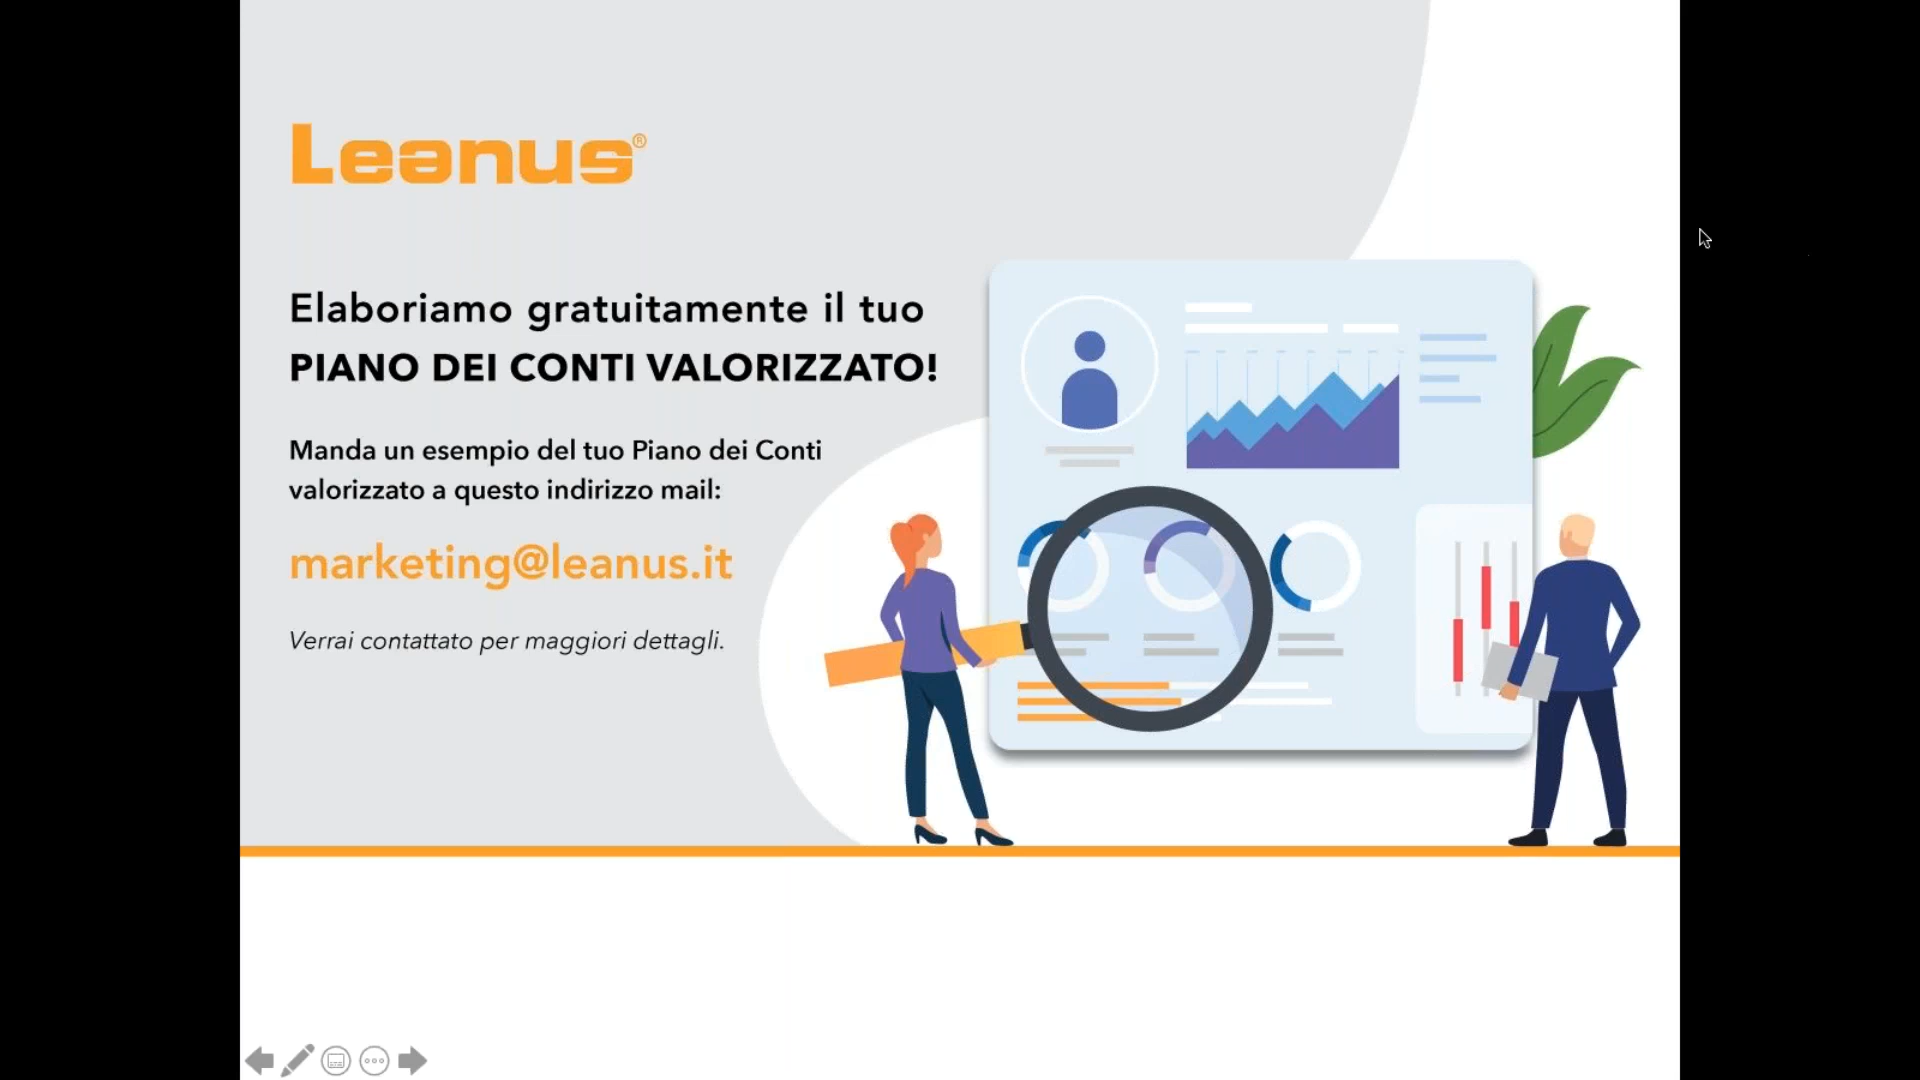 Leanus®
Elaboriamo gratuitamente il tuo
PIANO DEI CONTI VALORIZZATO!
Manda un esempio del tuo Piano dei Conti
valorizzato a questo indirizzo mail:
marketing@leanus.it
Verrai contattato per maggiori dettagli.